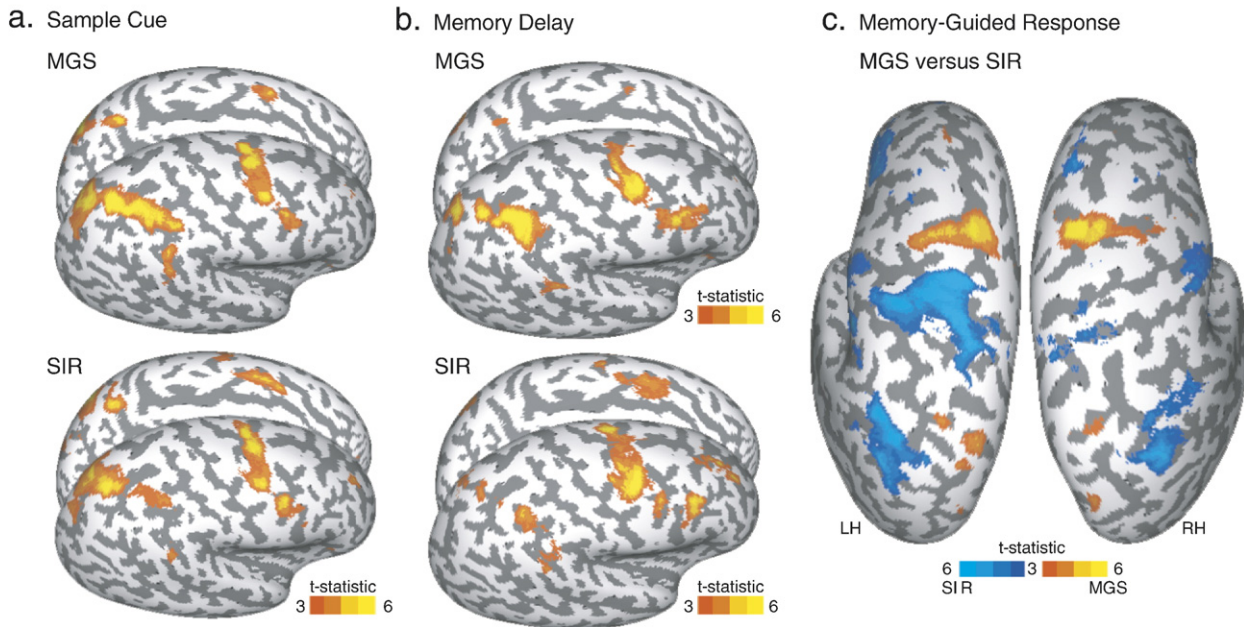 a. Sample Cue
MGS
SIR
t-statistic
3 6
b. Memory Delay
MGS
t-statistic
3 6
SIR
t-statistic
3 6
c. Memory-Guided Response
MGS versus SIR
LH
RH
t-statistic
6 3 6
SIR MGS